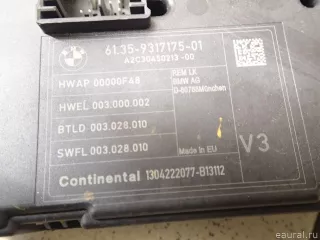 61.35-9317175-01
A2C30450213-00
HWAP 00000F48
REM LK
BMW AG
D-80788München
HWEL 003.000.002
BTLD 003.028.010
SWFL 003.028.010
Made in EU
V3
Continental 1304222077-B13112
© eaural.ru